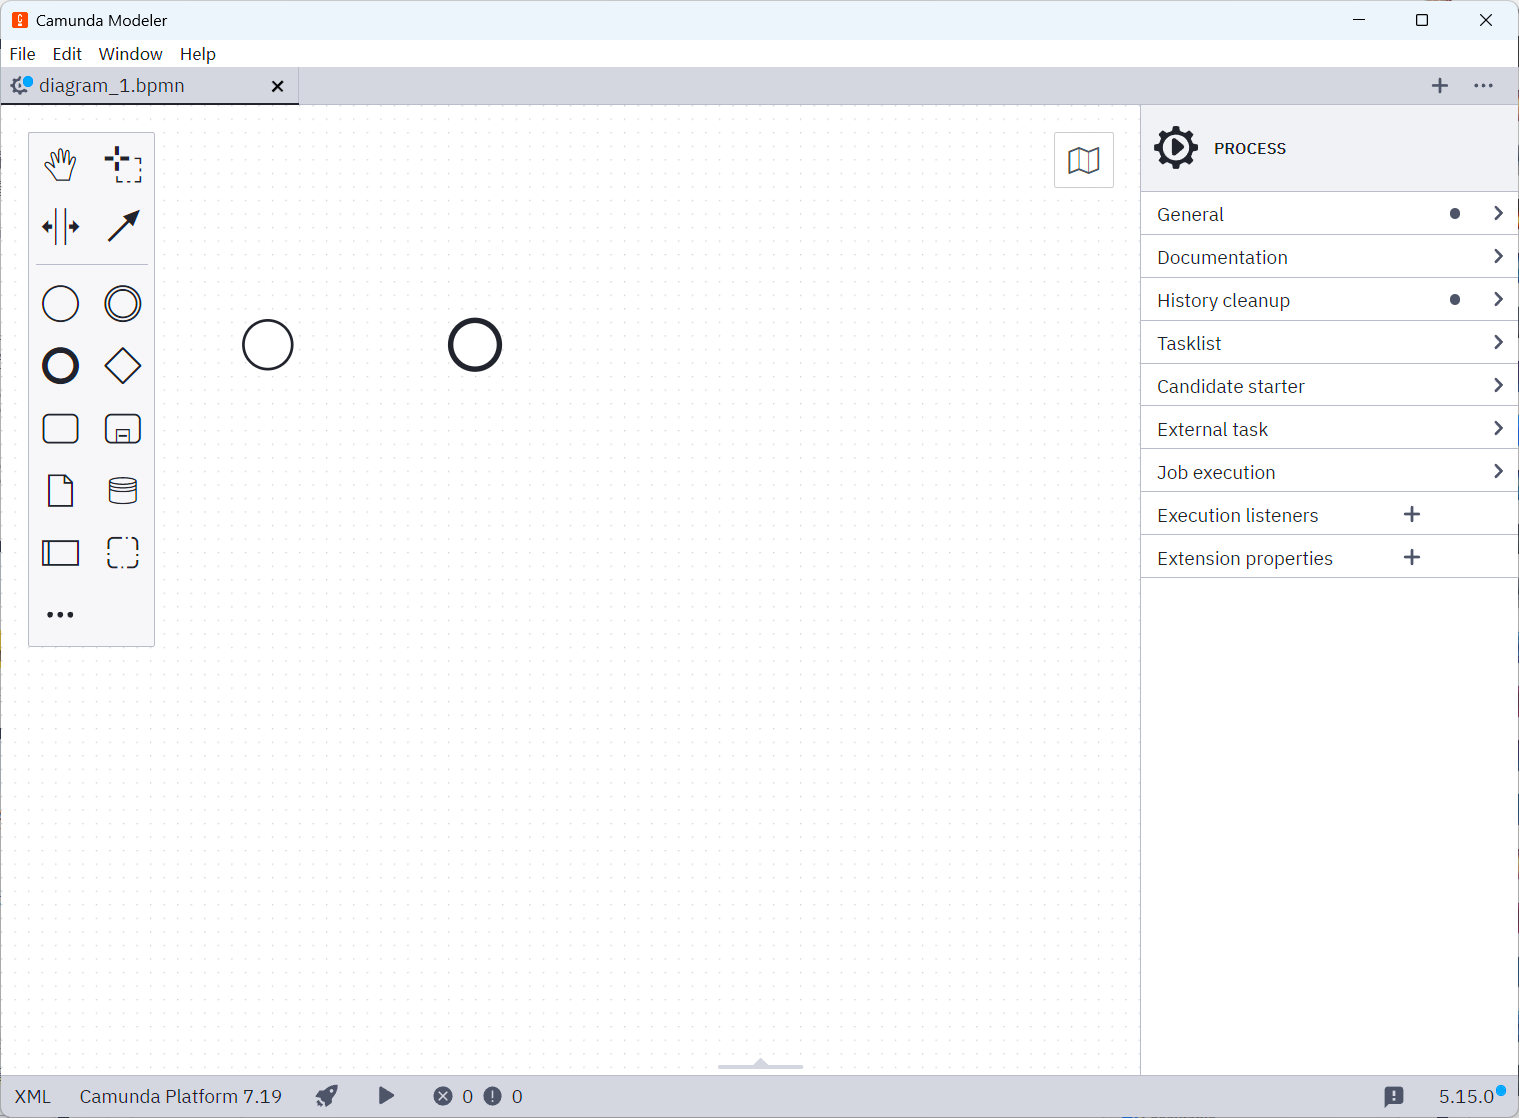 Camunda Modeler
File Edit Window Help
diagram_1.bpmn
PROCESS
General
Documentation
History cleanup
Tasklist
Candidate starter
External task
Job execution
Execution listeners
Extension properties
XML Camunda Platform 7.19 0 0 5.15.0